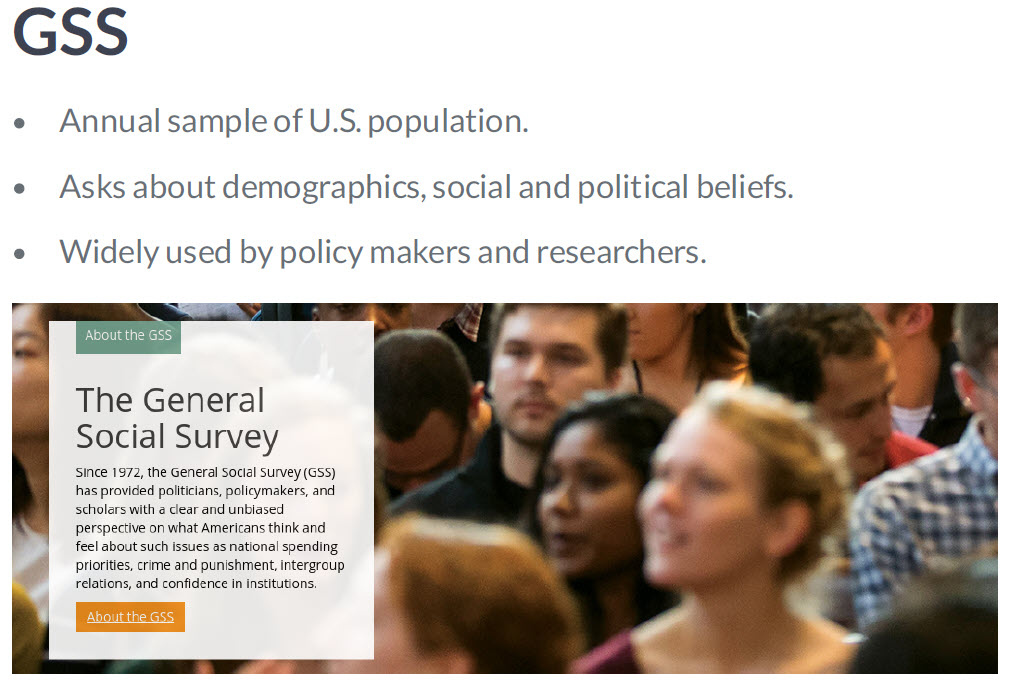 GSS
• Annual sample of U.S. population.
• Asks about demographics, social and political beliefs.
• Widely used by policy makers and researchers.
About the GSS
The General
Social Survey
Since 1972, the General Social Survey (GSS)
has provided politicians, policymakers, and
scholars with a clear and unbiased
perspective on what Americans think and
feel about such issues as national spending
priorities, crime and punishment, intergroup
relations, and confidence in institutions.
About the GSS